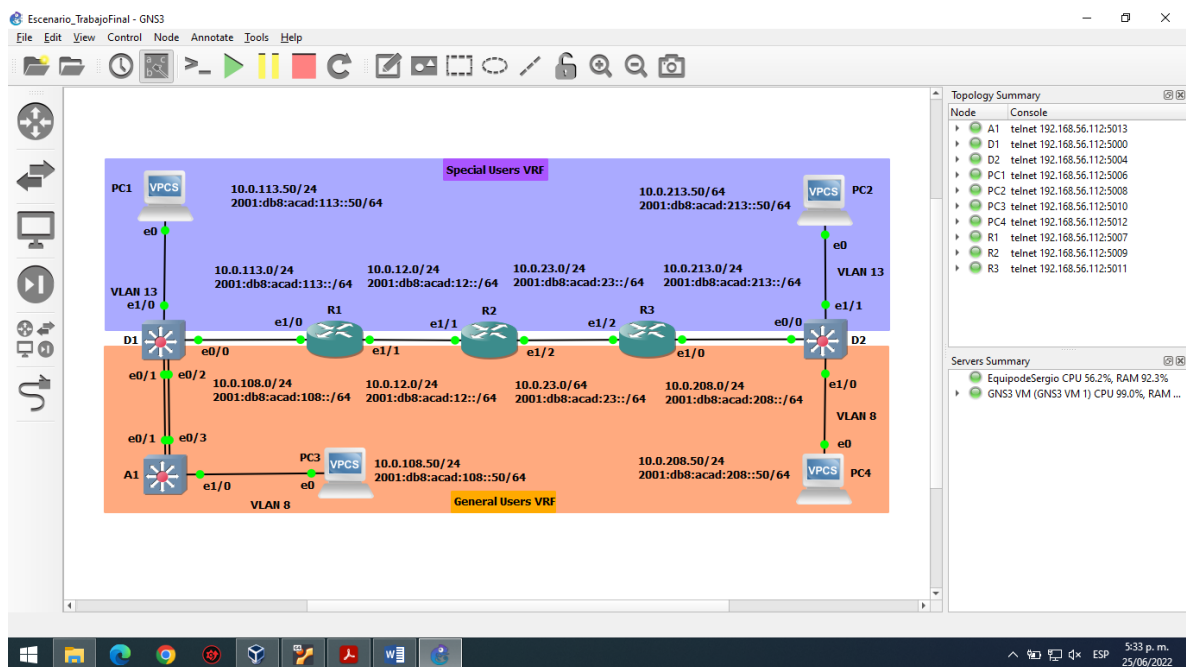 Escenario_TrabajoFinal - GNS3
File Edit View Control Node Annotate Tools Help
Topology Summary
Node Console
A1 telnet 192.168.56.112:5013
D1 telnet 192.168.56.112:5000
D2 telnet 192.168.56.112:5004
PC1 telnet 192.168.56.112:5006
PC2 telnet 192.168.56.112:5008
PC3 telnet 192.168.56.112:5010
PC4 telnet 192.168.56.112:5012
R1 telnet 192.168.56.112:5007
R2 telnet 192.168.56.112:5009
R3 telnet 192.168.56.112:5011
Servers Summary
EquipodeSergio CPU 56.2%, RAM 92.3%
GNS3 VM (GNS3 VM 1) CPU 99.0%, RAM ...
Special Users VRF
PC1 VPCS
10.0.113.50/24
2001:db8:acad:113::50/64
10.0.213.50/64
2001:db8:acad:213::50/64
VPCS PC2
e0
e0
10.0.113.0/24
2001:db8:acad:113::/64
10.0.12.0/24
2001:db8:acad:12::/64
10.0.23.0/24
2001:db8:acad:23::/64
10.0.213.0/24
2001:db8:acad:213::/64
VLAN 13
VLAN 13
e1/0
e1/1
R1
R2
R3
e1/0
e1/1
e1/2
e0/0
D1
D2
e0/0
e1/1
e1/2
e1/0
e0/1
e0/2
10.0.108.0/24
2001:db8:acad:108::/64
10.0.12.0/24
2001:db8:acad:12::/64
10.0.23.0/64
2001:db8:acad:23::/64
10.0.208.0/24
2001:db8:acad:208::/64
e1/0
VLAN 8
e0/1
e0/3
e0
A1
e1/0
PC3 VPCS
e0
10.0.108.50/24
2001:db8:acad:108::50/64
10.0.208.50/24
2001:db8:acad:208::50/64
VPCS PC4
VLAN 8
General Users VRF
ESP
5:33 p. m.
25/06/2022